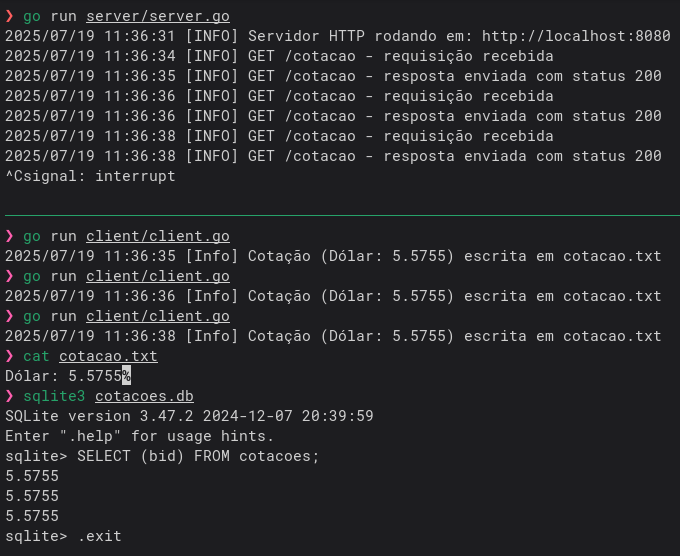 ❯ go run server/server.go
2025/07/19 11:36:31 [INFO] Servidor HTTP rodando em: http://localhost:8080
2025/07/19 11:36:34 [INFO] GET /cotacao - requisição recebida
2025/07/19 11:36:35 [INFO] GET /cotacao - resposta enviada com status 200
2025/07/19 11:36:36 [INFO] GET /cotacao - requisição recebida
2025/07/19 11:36:36 [INFO] GET /cotacao - resposta enviada com status 200
2025/07/19 11:36:38 [INFO] GET /cotacao - requisição recebida
2025/07/19 11:36:38 [INFO] GET /cotacao - resposta enviada com status 200
^Csignal: interrupt
❯ go run client/client.go
2025/07/19 11:36:35 [Info] Cotação (Dólar: 5.5755) escrita em cotacao.txt
❯ go run client/client.go
2025/07/19 11:36:36 [Info] Cotação (Dólar: 5.5755) escrita em cotacao.txt
❯ go run client/client.go
2025/07/19 11:36:38 [Info] Cotação (Dólar: 5.5755) escrita em cotacao.txt
❯ cat cotacao.txt
Dólar: 5.5755%
❯ sqlite3 cotacoes.db
SQLite version 3.47.2 2024-12-07 20:39:59
Enter ".help" for usage hints.
sqlite> SELECT (bid) FROM cotacoes;
5.5755
5.5755
5.5755
sqlite> .exit